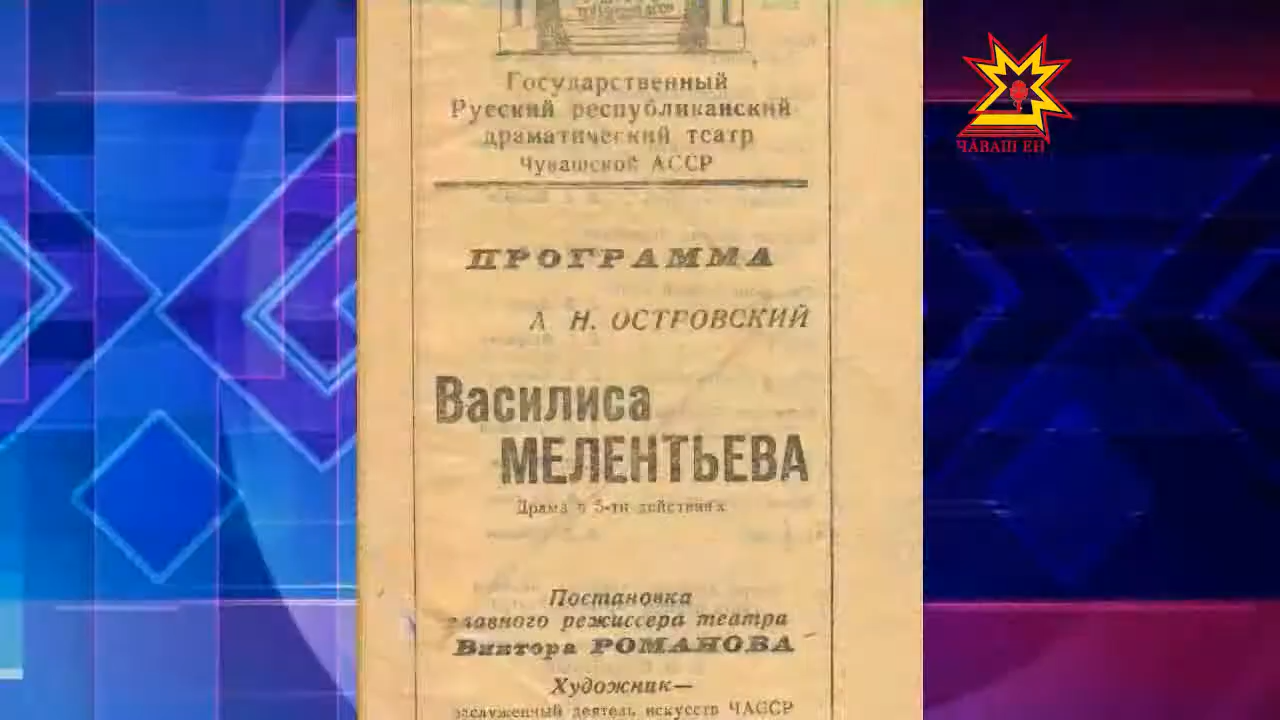 Государственный
Русский республиканский
драматический театр
Чувашской АССР
ЧӐВАШ ЕН
ПРОГРАММА
А Н. ОСТРОВСКИЙ
Василиса
МЕЛЕНТЬЕВА
Драма в 5-ти действиях
Постановка
главного режиссера театра
Виктора РОМАНОВА
Художник—
заслуженный деятель искусств ЧАССР